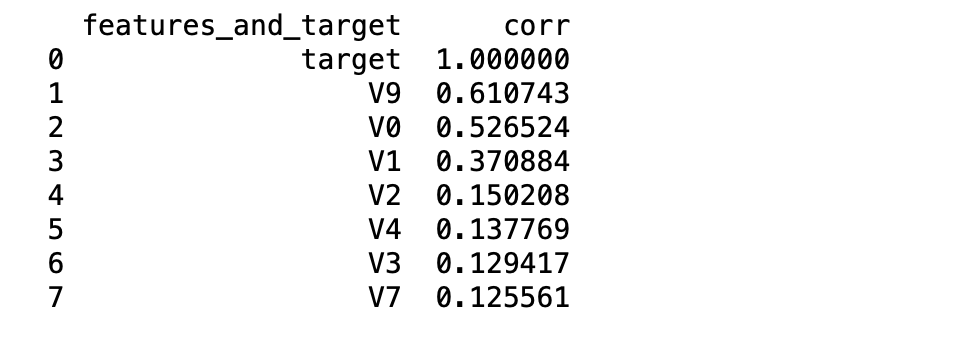 features_and_target corr
0 target 1.000000
1 V9 0.610743
2 V0 0.526524
3 V1 0.370884
4 V2 0.150208
5 V4 0.137769
6 V3 0.129417
7 V7 0.125561